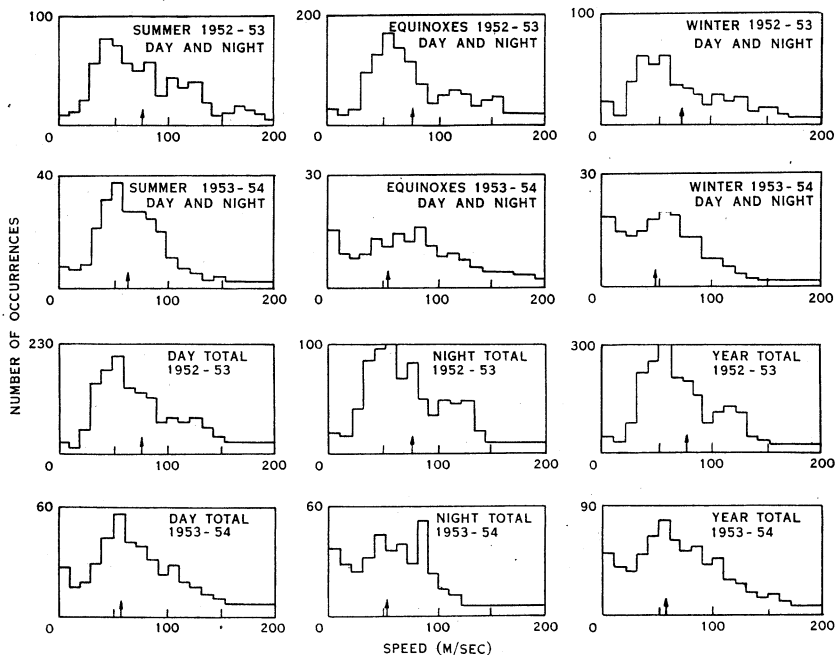 100
SUMMER 1952-53
DAY AND NIGHT
0
100
200
200
EQUINOXES 1952-53
DAY AND NIGHT
0
100
200
100
WINTER 1952-53
DAY AND NIGHT
0
100
200
40
SUMMER 1953-54
DAY AND NIGHT
0
100
200
30
EQUINOXES 1953-54
DAY AND NIGHT
0
100
200
30
WINTER 1953-54
DAY AND NIGHT
0
100
200
NUMBER OF OCCURRENCES
230
DAY TOTAL
1952-53
0
100
200
100
NIGHT TOTAL
1952-53
0
100
200
300
YEAR TOTAL
1952-53
0
100
200
60
DAY TOTAL
1953-54
0
100
200
60
NIGHT TOTAL
1953-54
0
100
200
90
YEAR TOTAL
1953-54
0
100
200
SPEED (M/SEC)